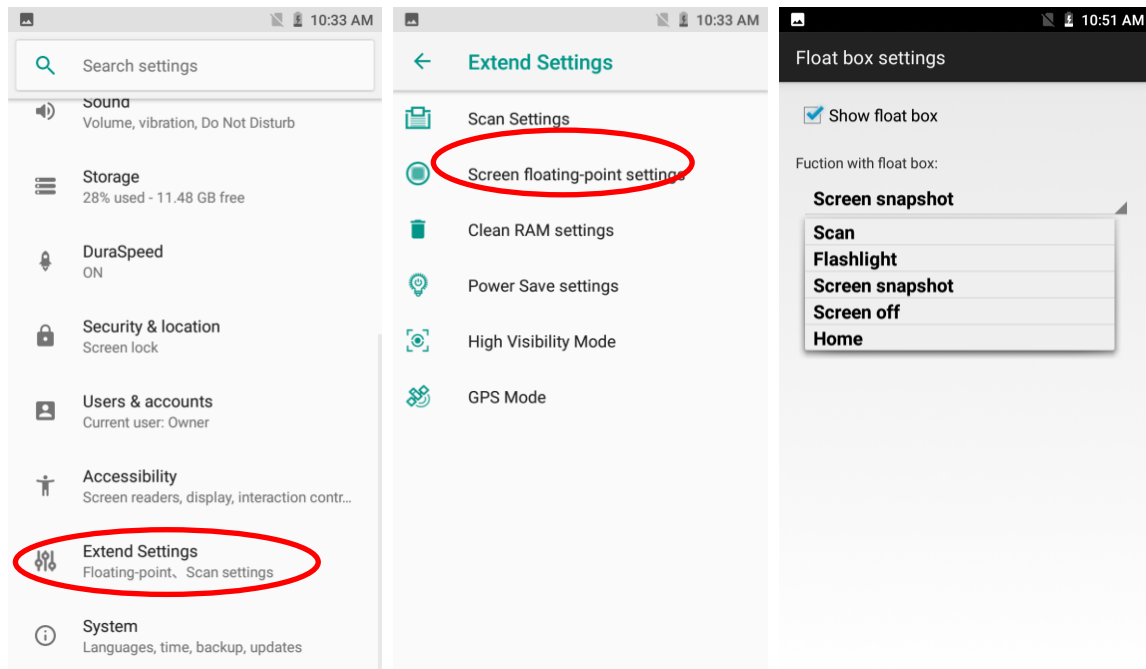 10:33 AM
Search settings
Sound
Volume, vibration, Do Not Disturb
Storage
28% used - 11.48 GB free
DuraSpeed
ON
Security & location
Screen lock
Users & accounts
Current user: Owner
Accessibility
Screen readers, display, interaction contr...
Extend Settings
Floating-point、Scan settings
System
Languages, time, backup, updates
10:33 AM
Extend Settings
Scan Settings
Screen floating-point settings
Clean RAM settings
Power Save settings
High Visibility Mode
GPS Mode
10:51 AM
Float box settings
Show float box
Fuction with float box:
Screen snapshot
Scan
Flashlight
Screen snapshot
Screen off
Home